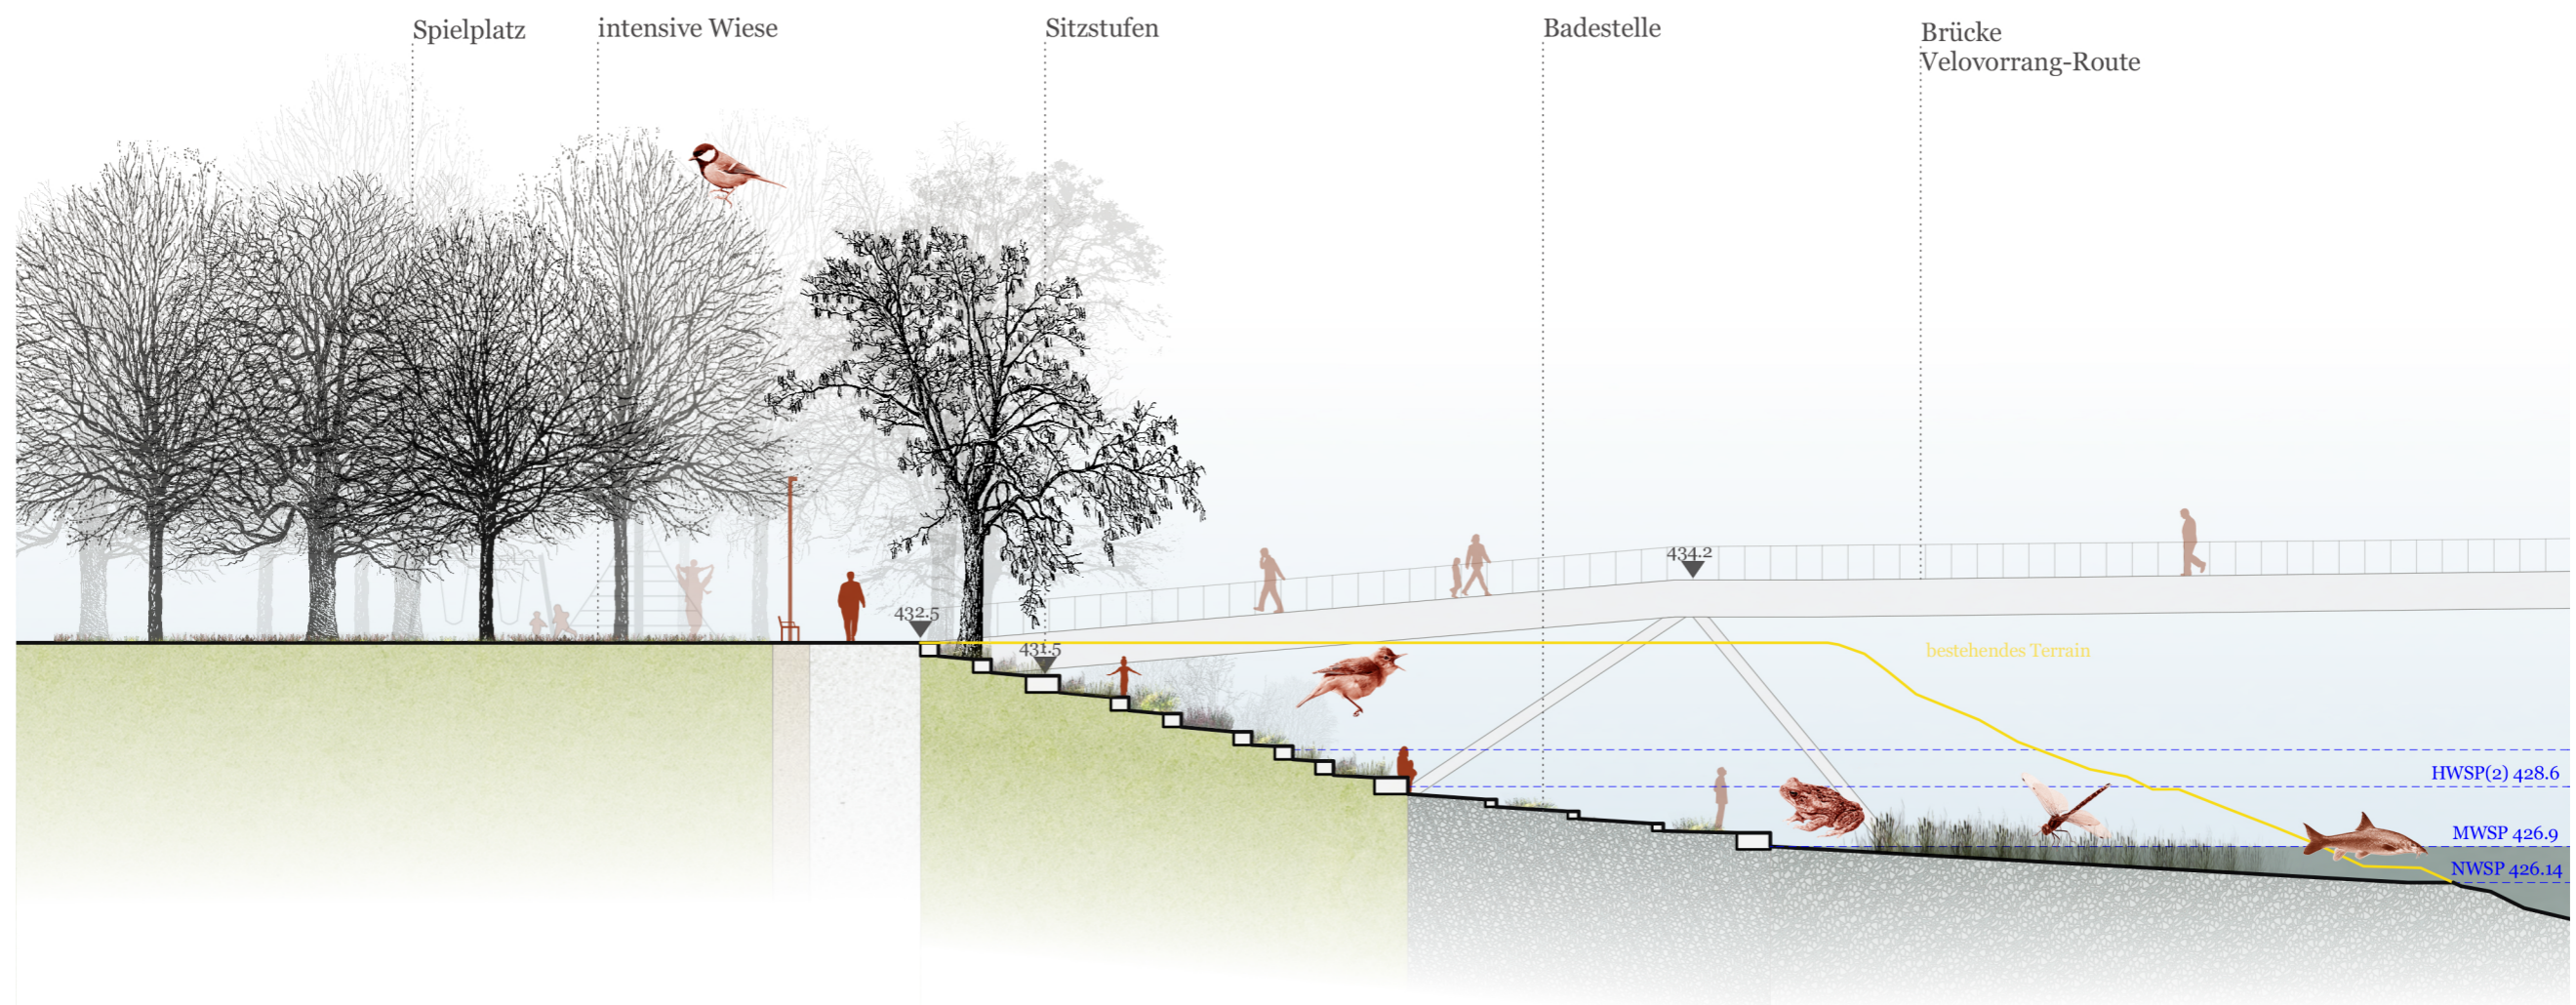 Spielplatz
intensive Wiese
Sitzstufen
Badestelle
Brücke
Velovorrang-Route
434.2
432.5
431.5
bestehendes Terrain
HWSP(2) 428.6
MWSP 426.9
NWSP 426.14